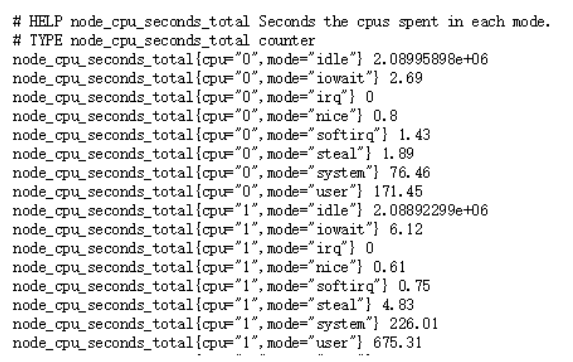 # HELP node_cpu_seconds_total Seconds the cpus spent in each mode.
# TYPE node_cpu_seconds_total counter
node_cpu_seconds_total{cpu="0",mode="idle"} 2.08995898e+06
node_cpu_seconds_total{cpu="0",mode="iowait"} 2.69
node_cpu_seconds_total{cpu="0",mode="irq"} 0
node_cpu_seconds_total{cpu="0",mode="nice"} 0.8
node_cpu_seconds_total{cpu="0",mode="softirq"} 1.43
node_cpu_seconds_total{cpu="0",mode="steal"} 1.89
node_cpu_seconds_total{cpu="0",mode="system"} 76.46
node_cpu_seconds_total{cpu="0",mode="user"} 171.45
node_cpu_seconds_total{cpu="1",mode="idle"} 2.08892299e+06
node_cpu_seconds_total{cpu="1",mode="iowait"} 6.12
node_cpu_seconds_total{cpu="1",mode="irq"} 0
node_cpu_seconds_total{cpu="1",mode="nice"} 0.61
node_cpu_seconds_total{cpu="1",mode="softirq"} 0.75
node_cpu_seconds_total{cpu="1",mode="steal"} 4.83
node_cpu_seconds_total{cpu="1",mode="system"} 226.01
node_cpu_seconds_total{cpu="1",mode="user"} 675.31